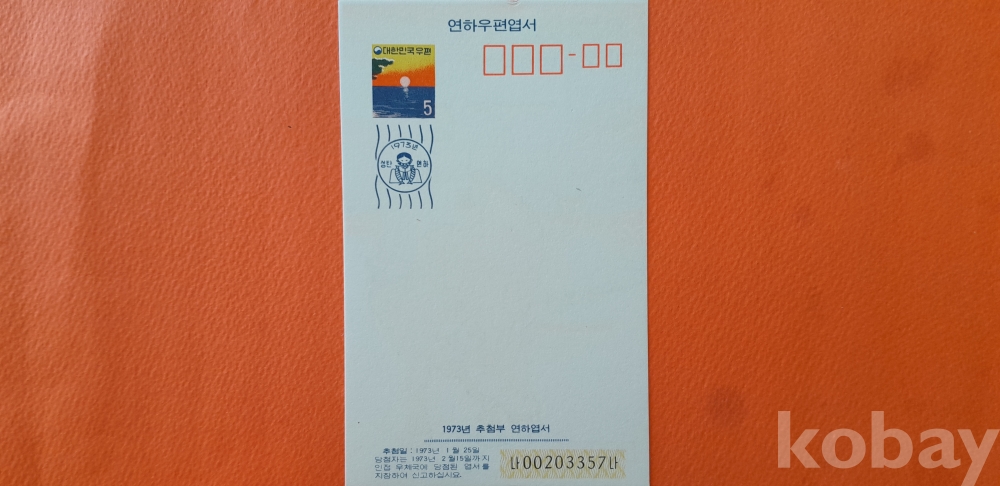 연하우편엽서
대한민국우편
5
1973년
성탄 연하
1973년 추첨부 연하엽서
추첨일 : 1973년 1월 25일
당첨자는 1973년 2월15일까지
인접 우체국에 당첨된 엽서를
지참하여 신고하십시요.
나00203357나
kobay